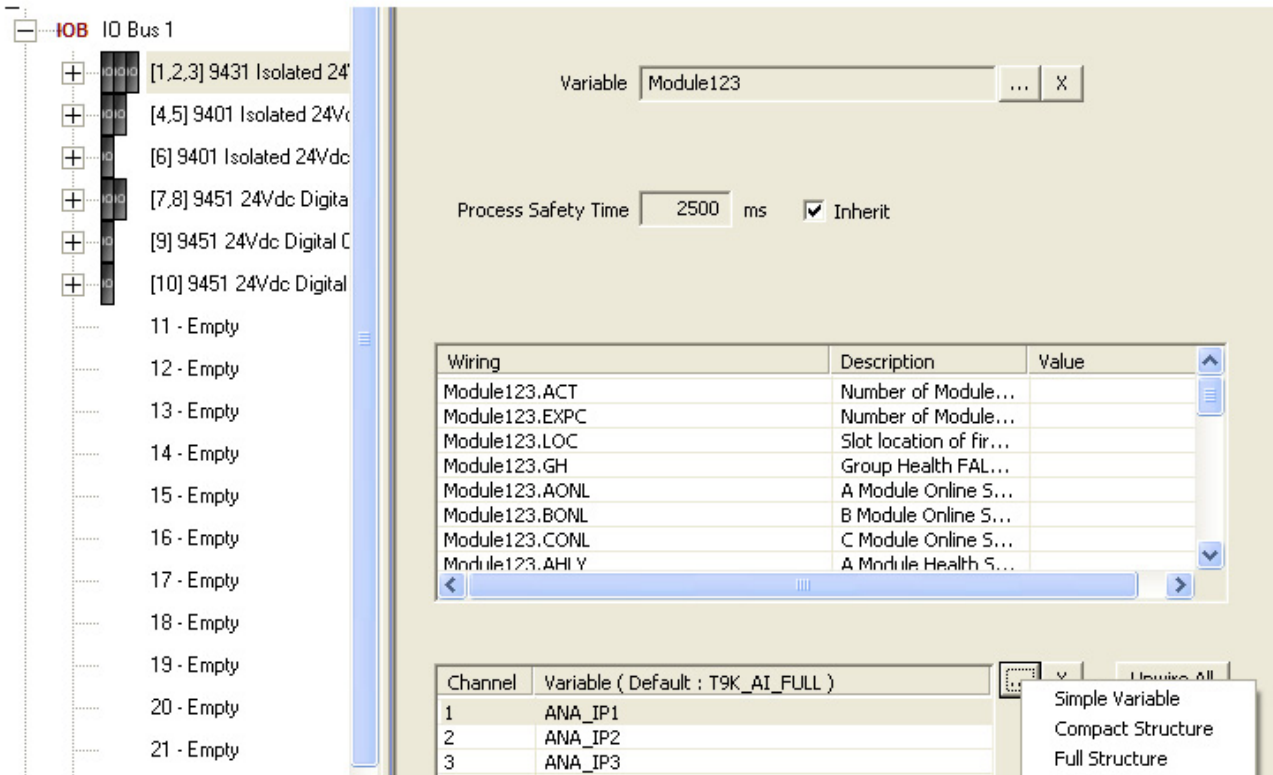 IOB IO Bus 1
[1,2,3] 9431 Isolated 24
[4,5] 9401 Isolated 24Vd
[6] 9401 Isolated 24Vdc
[7,8] 9451 24Vdc Digita
[9] 9451 24Vdc Digital
[10] 9451 24Vdc Digital
11 - Empty
12 - Empty
13 - Empty
14 - Empty
15 - Empty
16 - Empty
17 - Empty
18 - Empty
19 - Empty
20 - Empty
21 - Empty
Variable Module123 ... X
Process Safety Time 2500 ms Inherit
Wiring Description Value
Module123.ACT Number of Module...
Module123.EXPC Number of Module...
Module123.LOC Slot location of fir...
Module123.GH Group Health FAL...
Module123.AONL A Module Online S...
Module123.BONL B Module Online S...
Module123.CONL C Module Online S...
Module123.AHLY A Module Health S...
Channel Variable ( Default : T9K_AI_FULL ) ... X Unwire All
1 ANA_IP1
2 ANA_IP2
3 ANA_IP3
Simple Variable
Compact Structure
Full Structure